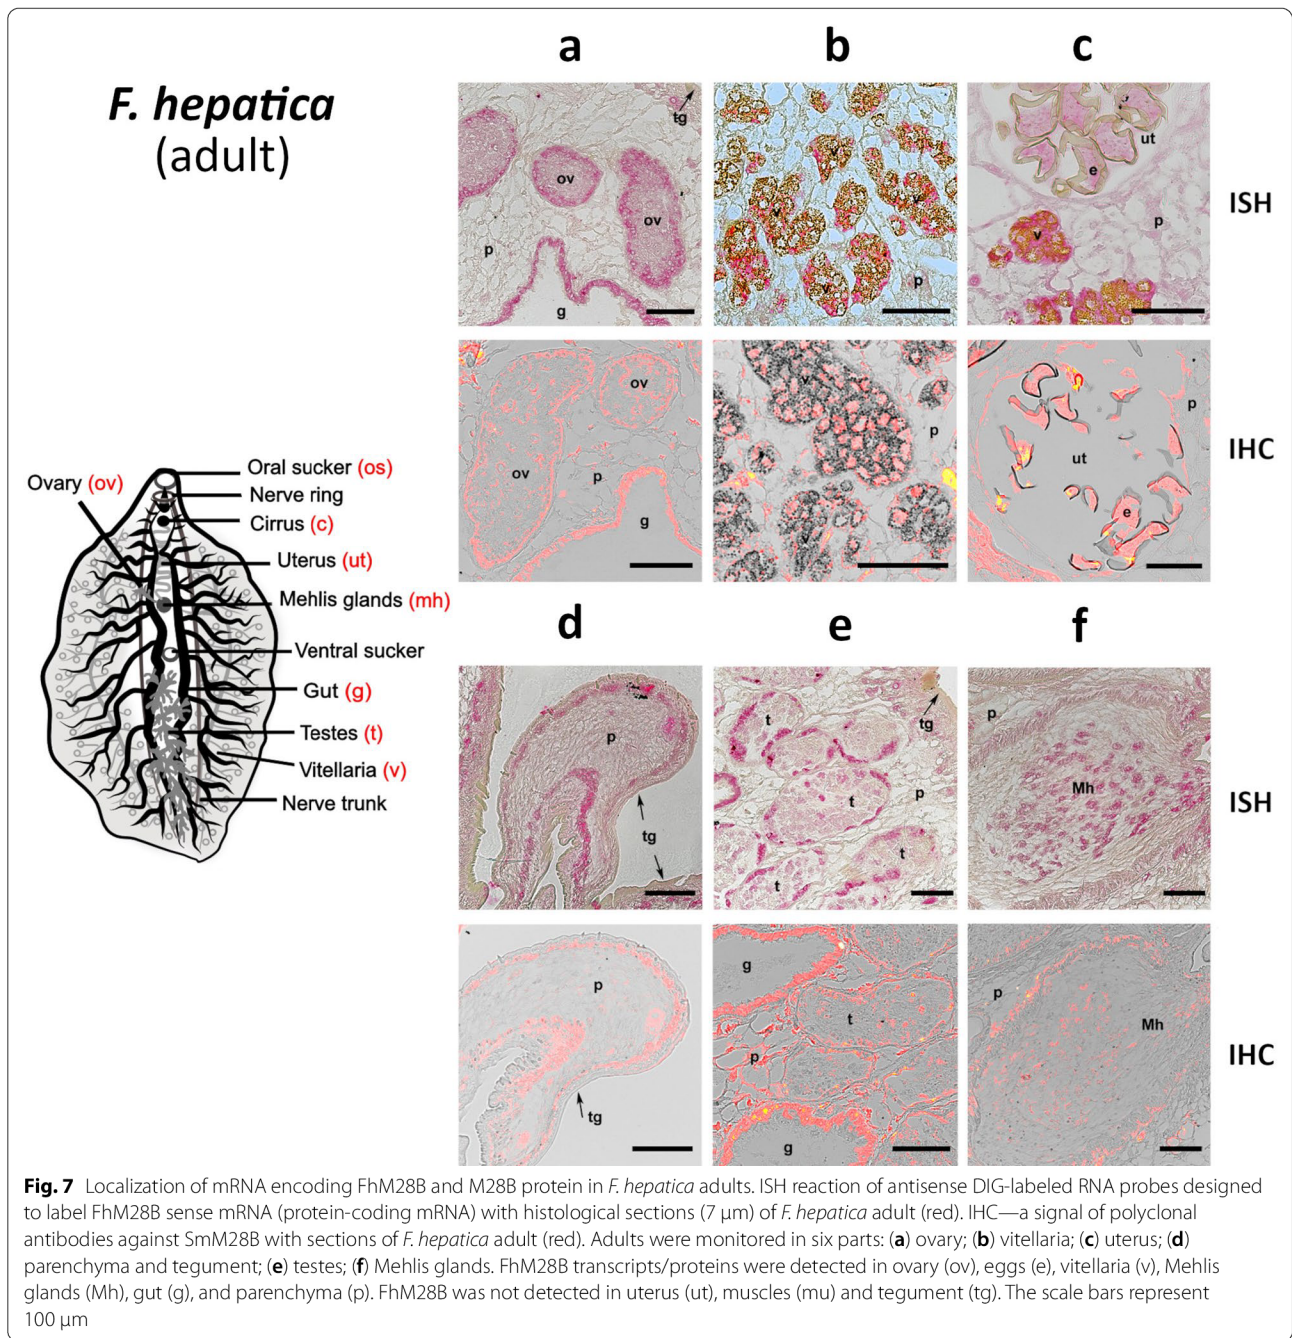 F. hepatica
(adult)
a
b
c
tg
ov
ov
p
g
v
v
v
v
p
ut
e
p
v
ISH
ov
ov
p
g
v
v
v
p
p
ut
e
IHC
Oral sucker (os)
Ovary (ov)
Nerve ring
Cirrus (c)
Uterus (ut)
Mehlis glands (mh)
Ventral sucker
Gut (g)
Testes (t)
Vitellaria (v)
Nerve trunk
d
e
f
p
tg
t
tg
p
t
t
t
p
Mh
ISH
p
tg
g
t
p
g
p
Mh
IHC
Fig. 7 Localization of mRNA encoding FhM28B and M28B protein in F. hepatica adults. ISH reaction of antisense DIG-labeled RNA probes designed
to label FhM28B sense mRNA (protein-coding mRNA) with histological sections (7 μm) of F. hepatica adult (red). IHC—a signal of polyclonal
antibodies against SmM28B with sections of F. hepatica adult (red). Adults were monitored in six parts: (a) ovary; (b) vitellaria; (c) uterus; (d)
parenchyma and tegument; (e) testes; (f) Mehlis glands. FhM28B transcripts/proteins were detected in ovary (ov), eggs (e), vitellaria (v), Mehlis
glands (Mh), gut (g), and parenchyma (p). FhM28B was not detected in uterus (ut), muscles (mu) and tegument (tg). The scale bars represent
100 μm